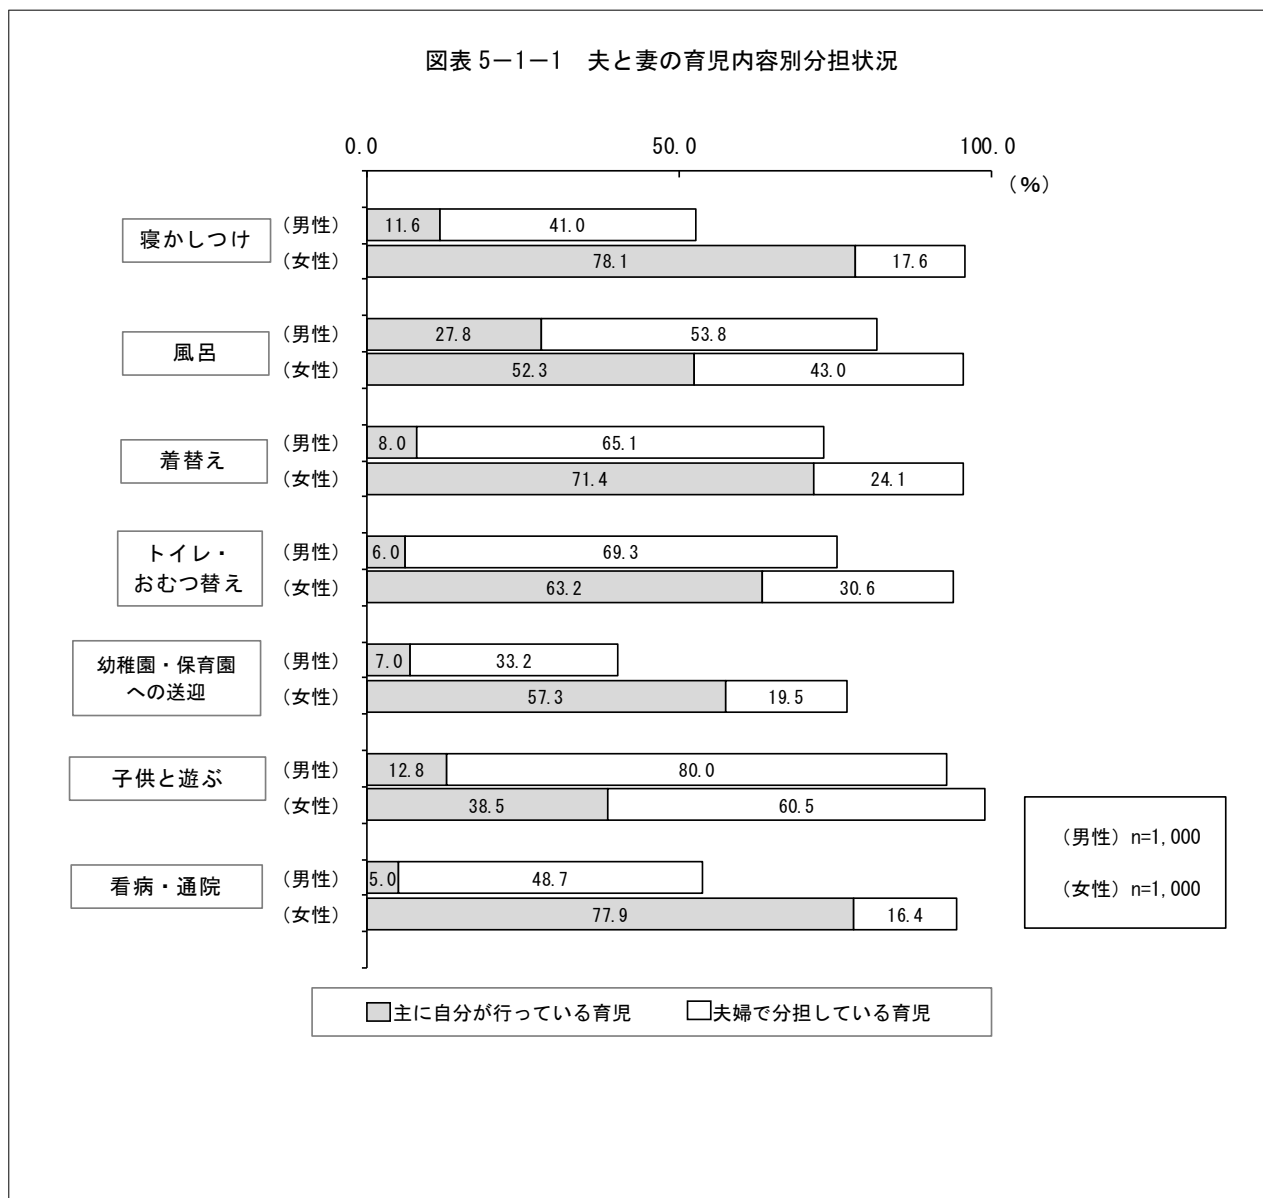 図表 5－1－1　夫と妻の育児内容別分担状況
0.0 50.0 100.0
（％）
寝かしつけ
（男性） 11.6 41.0
（女性） 78.1 17.6
風呂
（男性） 27.8 53.8
（女性） 52.3 43.0
着替え
（男性） 8.0 65.1
（女性） 71.4 24.1
トイレ・
おむつ替え
（男性） 6.0 69.3
（女性） 63.2 30.6
幼稚園・保育園
への送迎
（男性） 7.0 33.2
（女性） 57.3 19.5
子供と遊ぶ
（男性） 12.8 80.0
（女性） 38.5 60.5
看病・通院
（男性） 5.0 48.7
（女性） 77.9 16.4
（男性）n=1,000
（女性）n=1,000
主に自分が行っている育児 夫婦で分担している育児